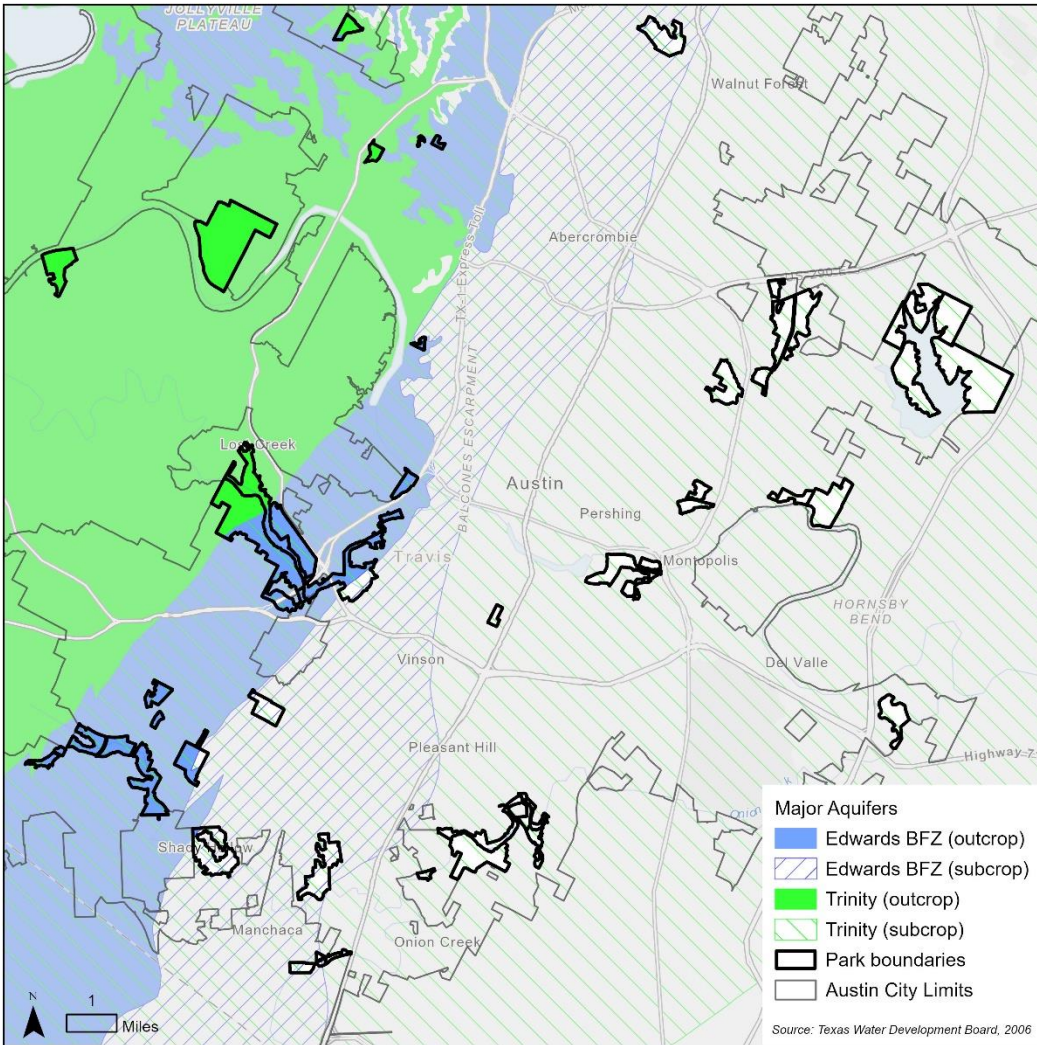 JOLLYVILLE
PLATEAU
Walnut Forest
Abercrombie
TX-1 Express Toll
BALCONES ESCARPMENT
Lost Creek
Austin
Pershing
Travis
Montopolis
HORNSBY
BEND
Vinson
Del Valle
Pleasant Hill
Highway 7
Onion
Shady Hollow
Manchaca
Onion Creek
Major Aquifers
Edwards BFZ (outcrop)
Edwards BFZ (subcrop)
Trinity (outcrop)
Trinity (subcrop)
Park boundaries
Austin City Limits
Source: Texas Water Development Board, 2006
N
1
Miles